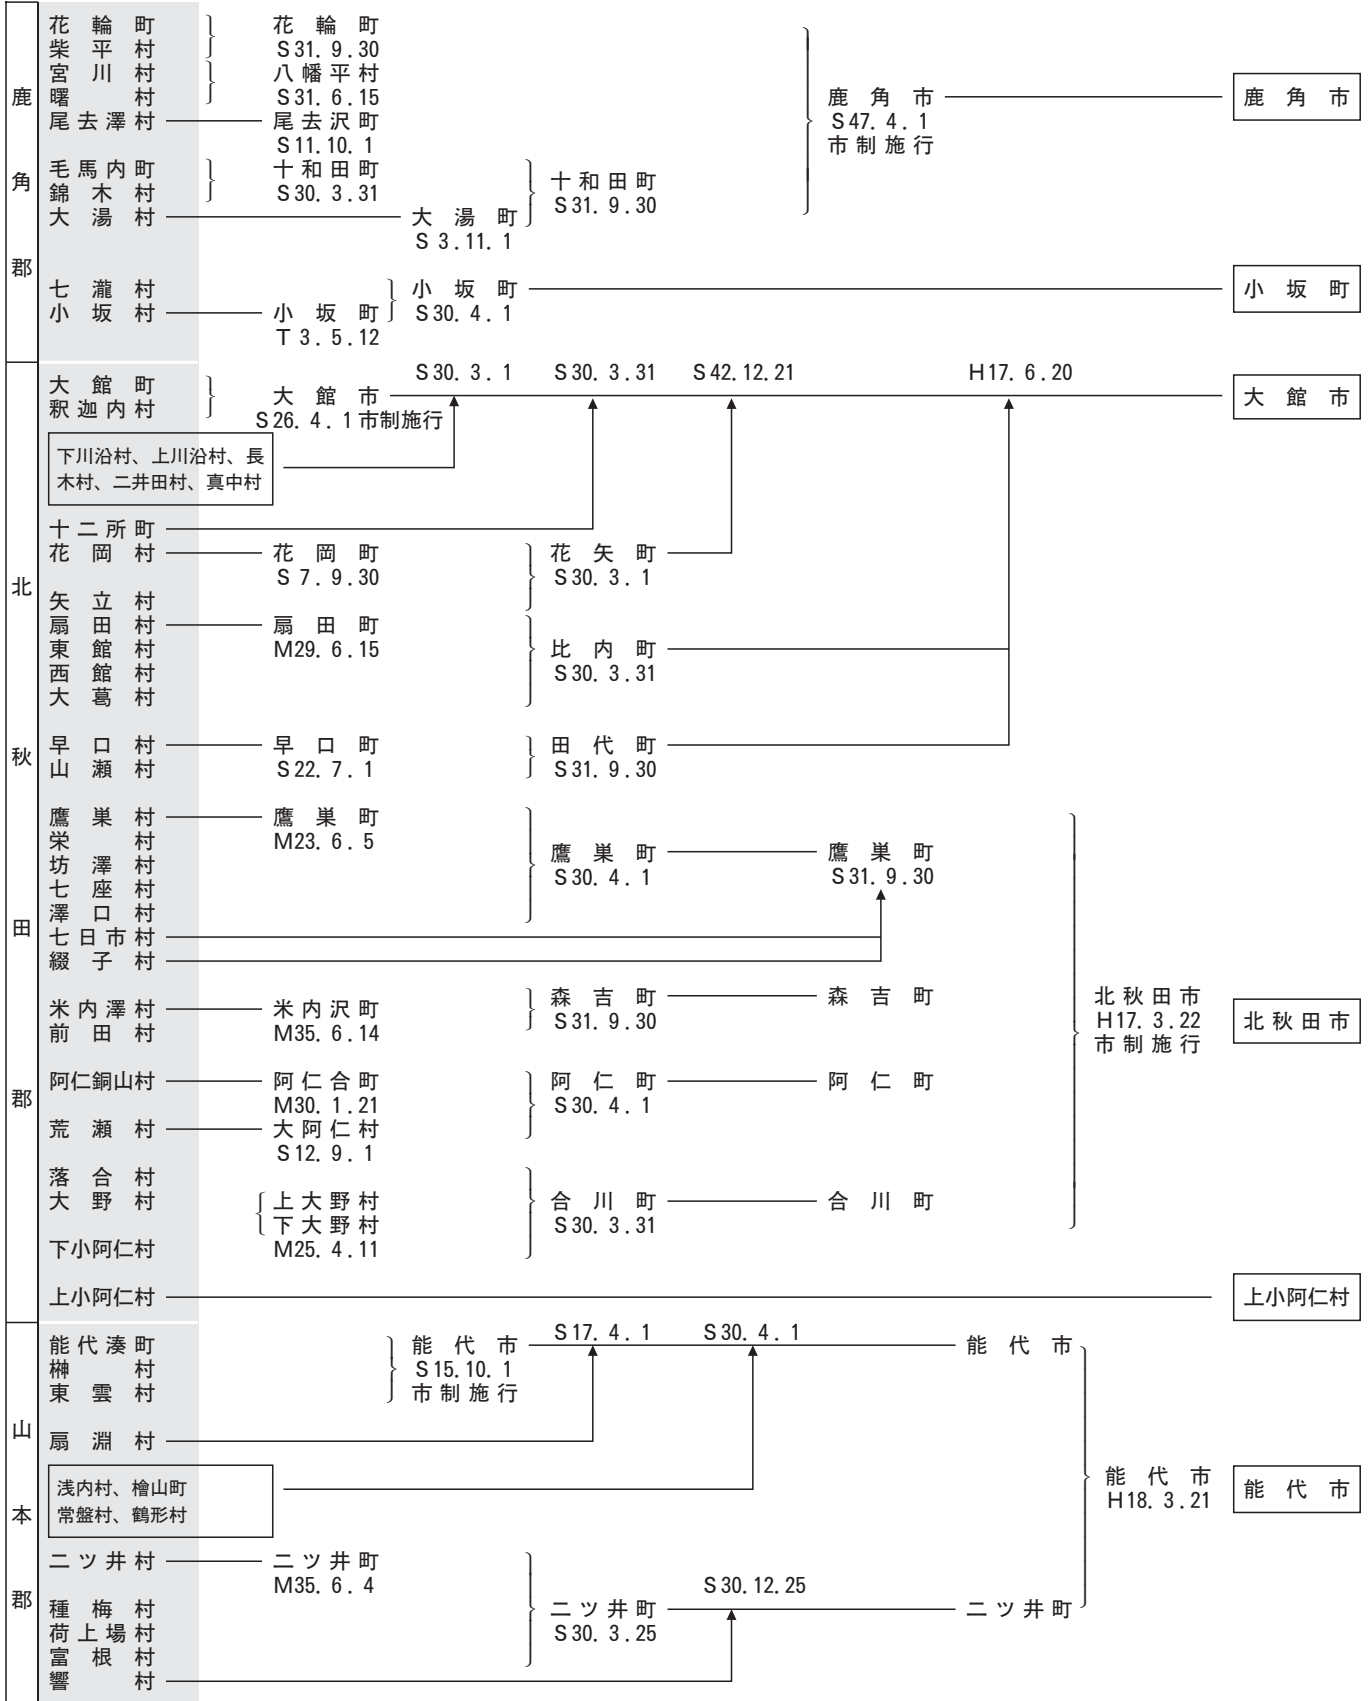 鹿角郡
花輪町
柴平村
花輪町
S31. 9.30
宮川村
曙村
八幡平村
S31. 6.15
尾去澤村
尾去沢町
S11.10. 1
毛馬内町
錦木村
十和田町
S30. 3.31
大湯村
大湯町
S 3.11. 1
十和田町
S31. 9.30
鹿角市
S47. 4. 1
市制施行
鹿角市
七瀧村
小坂村
小坂町
T 3. 5.12
小坂町
S30. 4. 1
小坂町
北秋田郡
大館町
釈迦内村
大館市
S26. 4. 1市制施行
S30. 3. 1
S30. 3.31
S42.12.21
H17. 6.20
大館市
下川沿村、上川沿村、長
木村、二井田村、真中村
十二所町
花岡村
花岡町
S 7. 9.30
花矢町
S30. 3. 1
矢立村
扇田村
扇田町
M29. 6.15
東館村
西館村
大葛村
比内町
S30. 3.31
早口村
早口町
S22. 7. 1
山瀬村
田代町
S31. 9.30
鷹巣村
鷹巣町
M23. 6. 5
栄村
坊澤村
七座村
澤口村
鷹巣町
S30. 4. 1
鷹巣町
S31. 9.30
七日市村
綴子村
米内澤村
米内沢町
M35. 6.14
前田村
森吉町
S31. 9.30
森吉町
北秋田市
H17. 3.22
市制施行
北秋田市
阿仁銅山村
阿仁合町
M30. 1.21
荒瀬村
大阿仁村
S12. 9. 1
阿仁町
S30. 4. 1
阿仁町
落合村
大野村
上大野村
下大野村
M25. 4.11
下小阿仁村
合川町
S30. 3.31
合川町
上小阿仁村
上小阿仁村
山本郡
能代湊町
榊村
東雲村
能代市
S15.10. 1
市制施行
S17. 4. 1
S30. 4. 1
能代市
扇淵村
浅内村、檜山町
常盤村、鶴形村
能代市
H18. 3.21
能代市
二ツ井村
二ツ井町
M35. 6. 4
種梅村
荷上場村
富根村
二ツ井町
S30. 3.25
S30.12.25
二ツ井町
響村